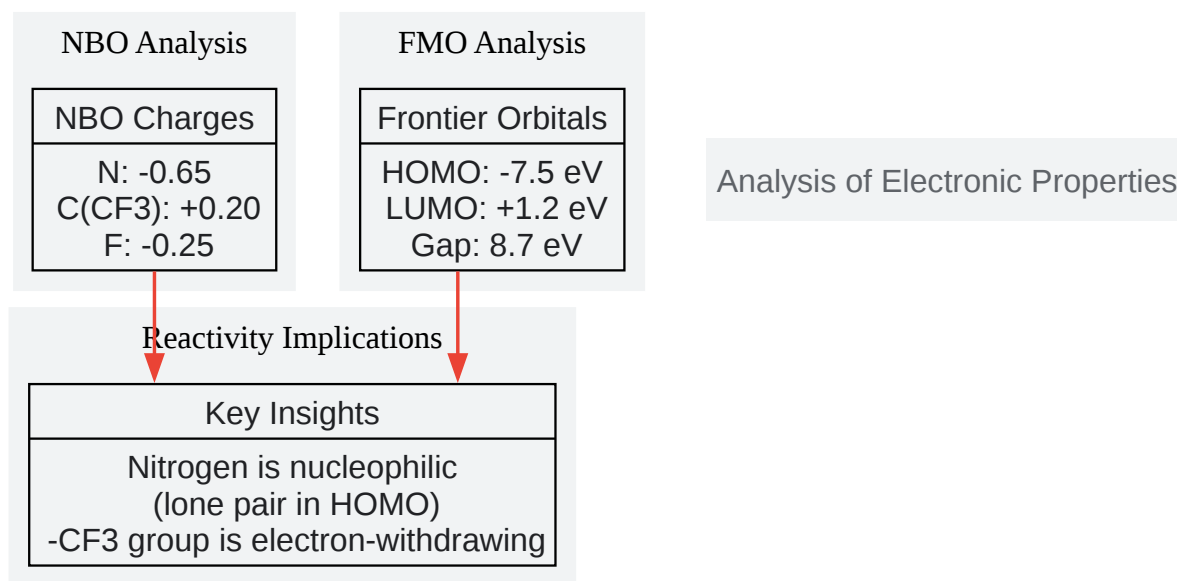 NBO Analysis
NBO Charges
N: -0.65
C(CF3): +0.20
F: -0.25
FMO Analysis
Frontier Orbitals
HOMO: -7.5 eV
LUMO: +1.2 eV
Gap: 8.7 eV
Analysis of Electronic Properties
Reactivity Implications
Key Insights
Nitrogen is nucleophilic
(lone pair in HOMO)
-CF3 group is electron-withdrawing